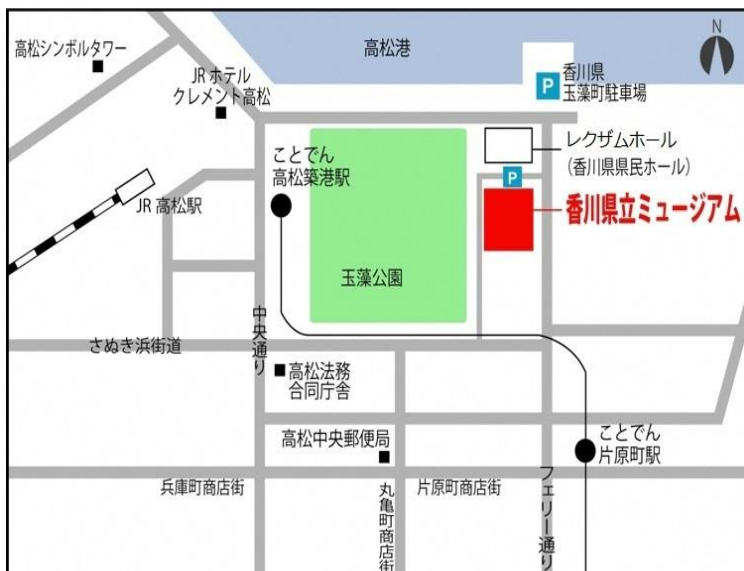 N
高松港
高松シンボルタワー
JRホテル
クレメント高松
P
香川県
玉藻町駐車場
レクザムホール
(香川県県民ホール)
P
香川県立ミュージアム
ことでん
高松築港駅
JR高松駅
玉藻公園
中央通り
さぬき浜街道
高松法務
合同庁舎
高松中央郵便局
ことでん
片原町駅
兵庫町商店街
丸亀町商店街
片原町商店街
フェリー通り